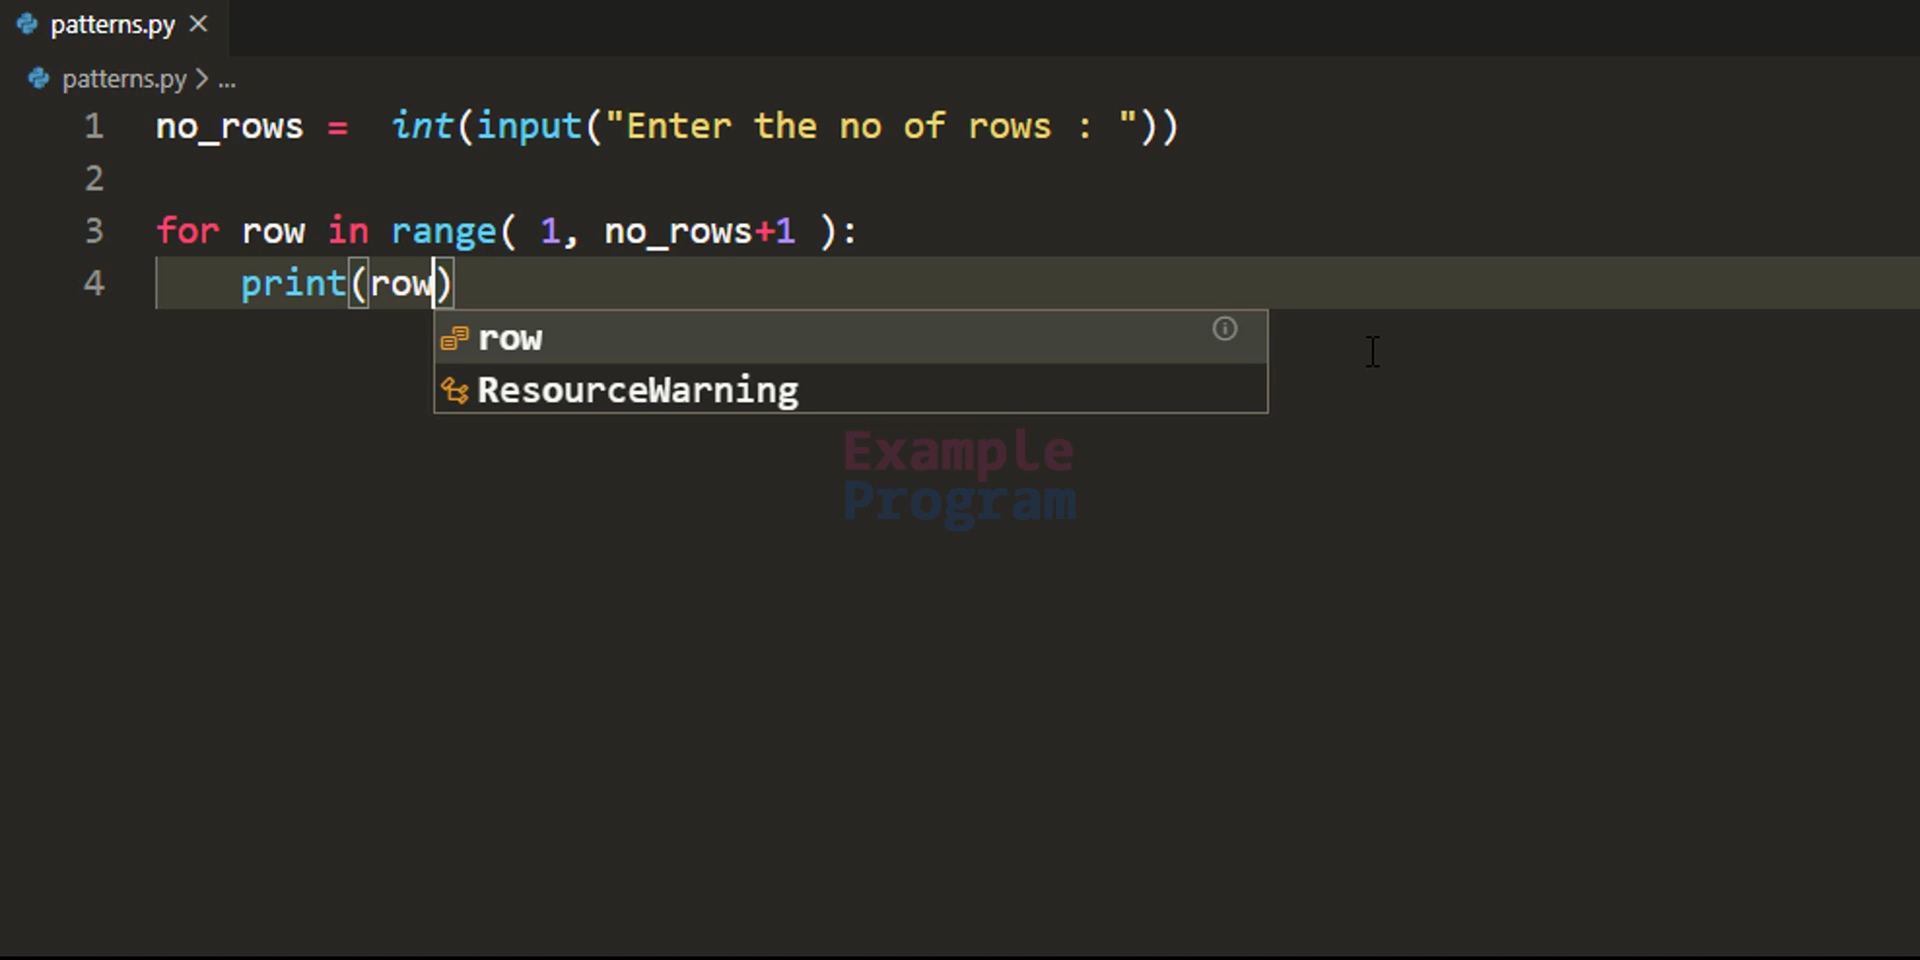 patterns.py ×
patterns.py > ...
1 no_rows =  int(input("Enter the no of rows : "))
2
3 for row in range( 1, no_rows+1 ):
4     print(row)
row
ResourceWarning
Example
Program